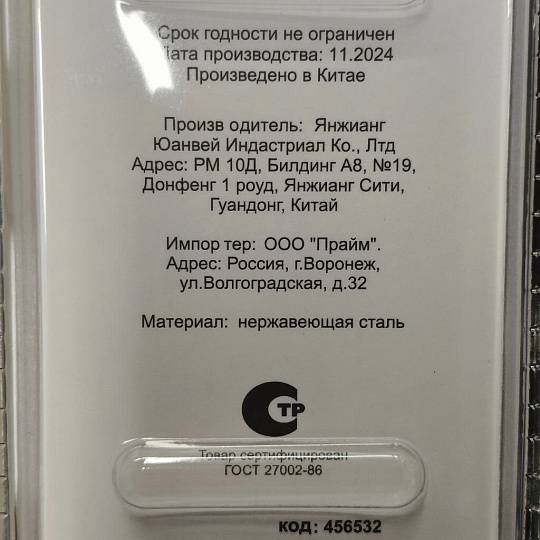 Срок годности не ограничен
Дата производства: 11.2024
Произведено в Китае
Произв одитель: Янжианг
Юанвей Индастриал Ко., Лтд
Адрес: РМ 10Д, Билдинг А8, №19,
Донфенг 1 роуд, Янжианг Сити,
Гуандонг, Китай
Импор тер: ООО "Прайм".
Адрес: Россия, г.Воронеж,
ул.Волгоградская, д.32
Материал: нержавеющая сталь
СТР
Товар сертифицирован
ГОСТ 27002-86
код: 456532